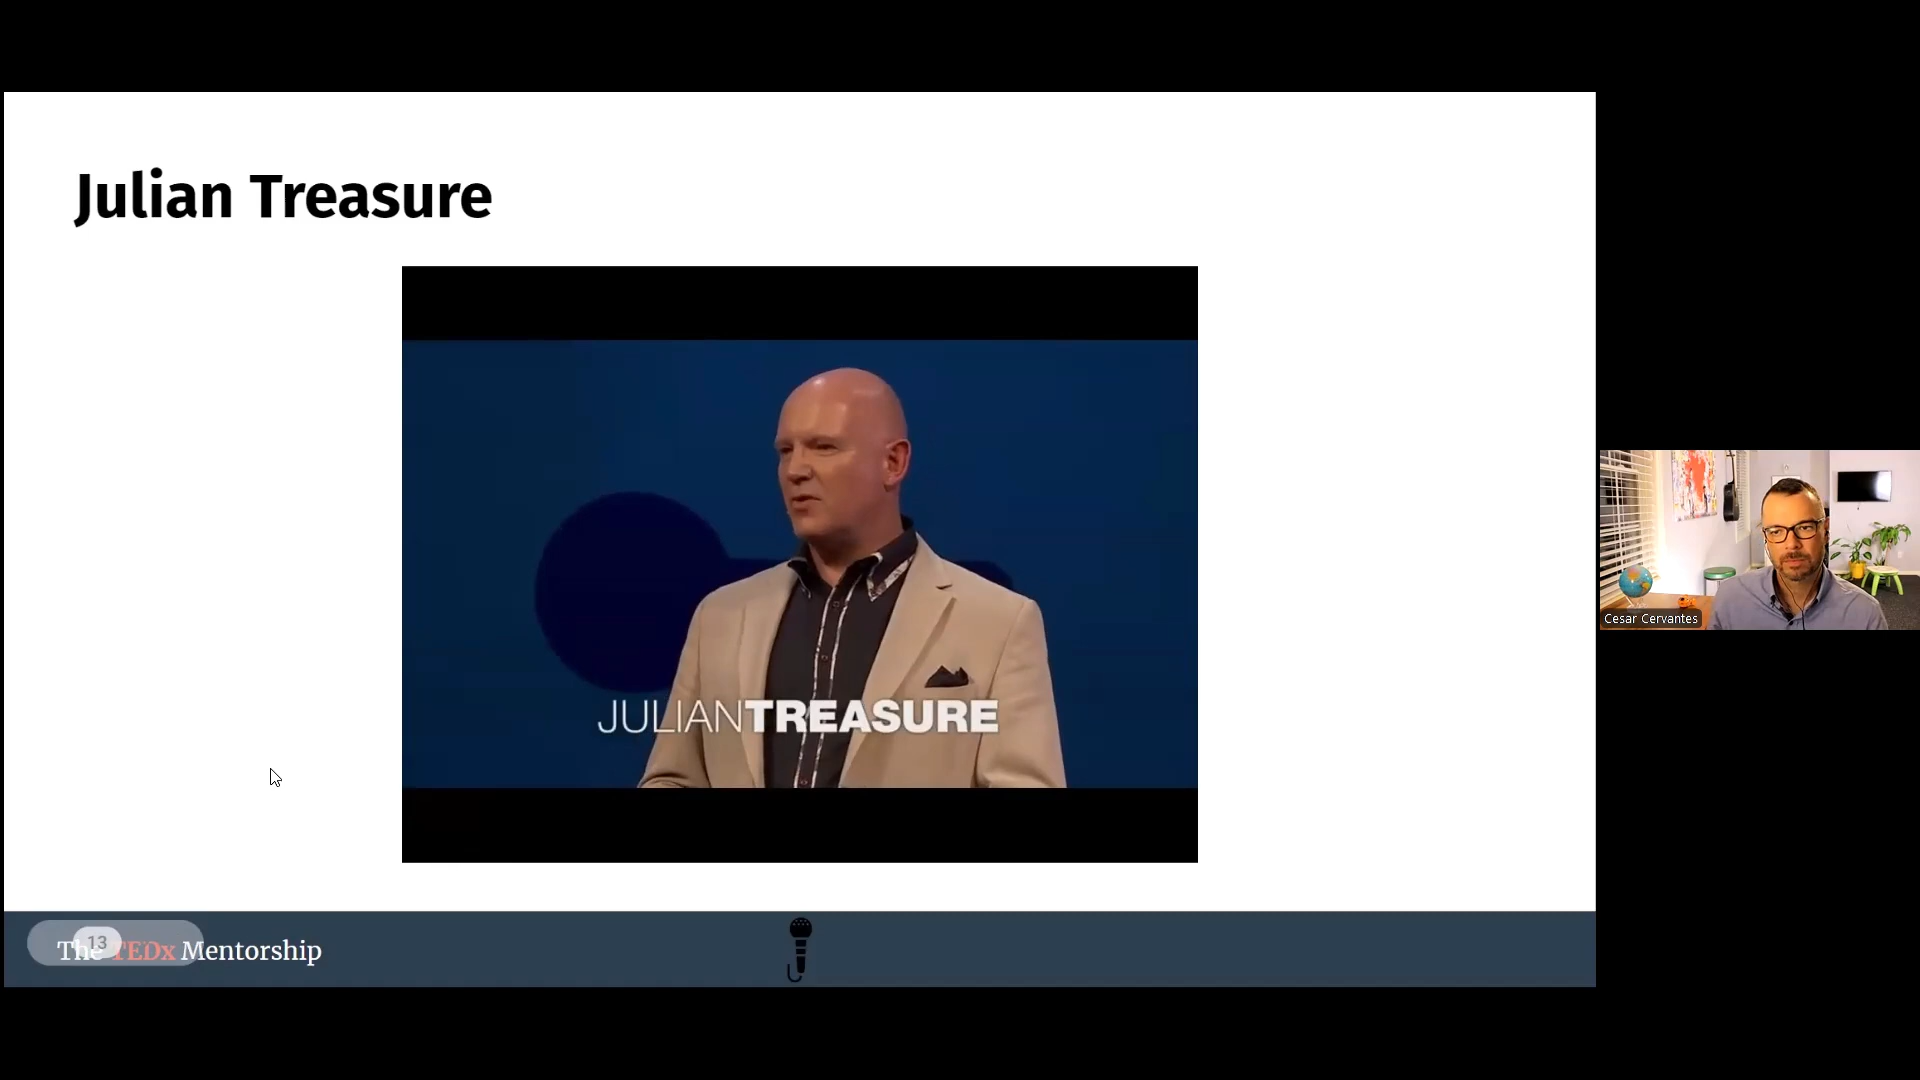 Julian Treasure
JULIANTREASURE
Cesar Cervantes
13
The TEDx Mentorship